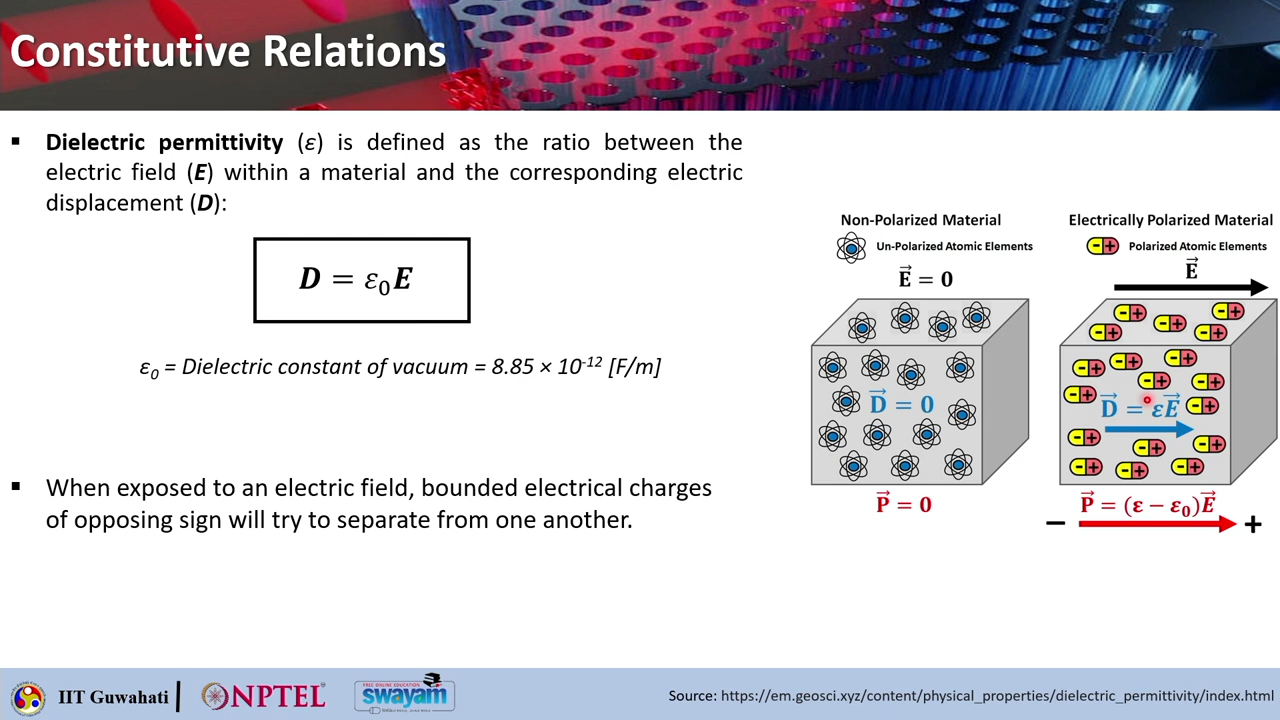 Constitutive Relations
▪ Dielectric permittivity (ε) is defined as the ratio between the
electric field (E) within a material and the corresponding electric
displacement (D):
D = ε₀E
ε₀ = Dielectric constant of vacuum = 8.85 × 10⁻¹² [F/m]
▪ When exposed to an electric field, bounded electrical charges
of opposing sign will try to separate from one another.
Non-Polarized Material
Un-Polarized Atomic Elements
E⃗ = 0
D⃗ = 0
P⃗ = 0
Electrically Polarized Material
- + Polarized Atomic Elements
E⃗
D⃗ = εE⃗
P⃗ = (ε − ε₀)E⃗
− +
IIT Guwahati
NPTEL
FREE ONLINE EDUCATION
swayam
Source: https://em.geosci.xyz/content/physical_properties/dielectric_permittivity/index.html